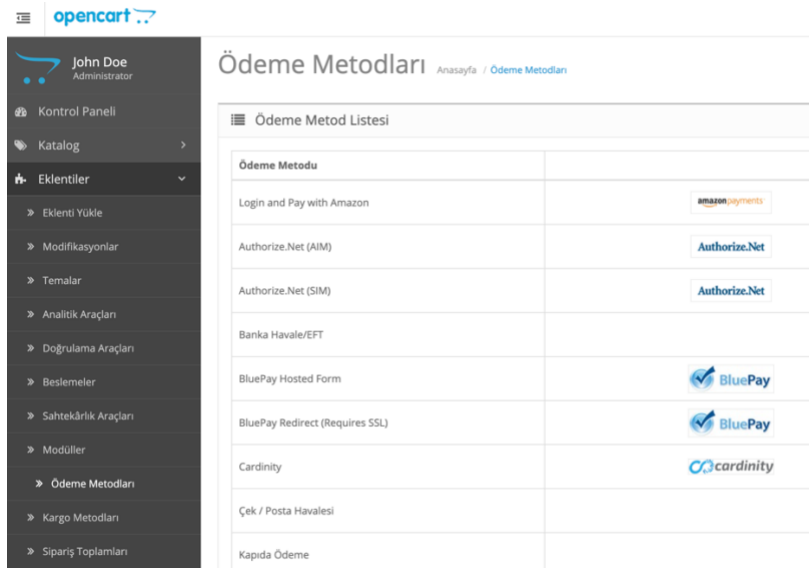 opencart
John Doe
Administrator
Kontrol Paneli
Katalog
Eklentiler
Eklenti Yükle
Modifikasyonlar
Temalar
Analitik Araçları
Doğrulama Araçları
Beslemeler
Sahtekârlık Araçları
Modüller
Ödeme Metodları
Kargo Metodları
Sipariş Toplamları
Ödeme Metodları
Anasayfa / Ödeme Metodları
Ödeme Metod Listesi
Ödeme Metodu
Login and Pay with Amazon
amazon payments
Authorize.Net (AIM)
Authorize.Net
Authorize.Net (SIM)
Authorize.Net
Banka Havale/EFT
BluePay Hosted Form
BluePay
BluePay Redirect (Requires SSL)
BluePay
Cardinity
cardinity
Çek / Posta Havalesi
Kapıda Ödeme